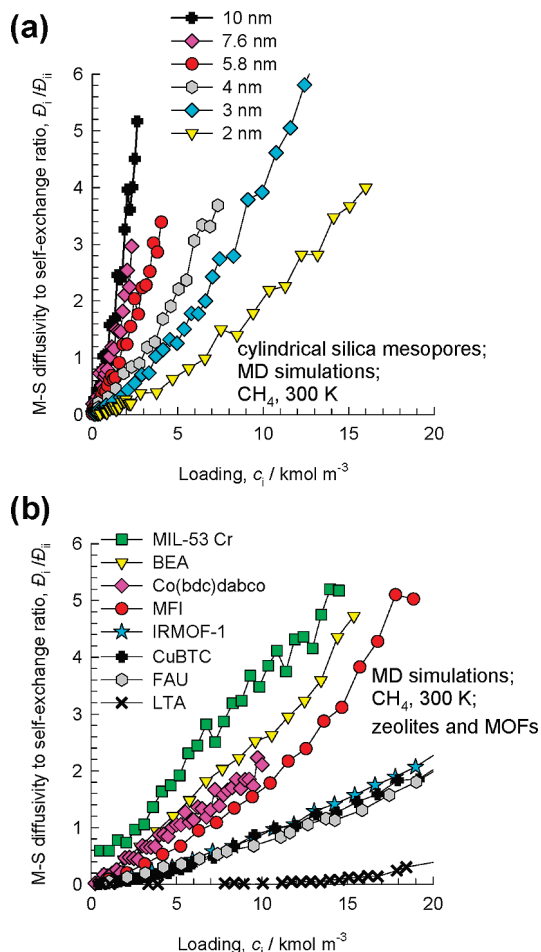 (a)
10 nm
7.6 nm
5.8 nm
4 nm
3 nm
2 nm
M-S diffusivity to self-exchange ratio, Đi/Đii
6
5
4
3
2
1
0
cylindrical silica mesopores;
MD simulations;
CH4, 300 K
0 5 10 15 20
Loading, ci / kmol m-3
(b)
MIL-53 Cr
BEA
Co(bdc)dabco
MFI
IRMOF-1
CuBTC
FAU
LTA
M-S diffusivity to self-exchange ratio, Đi/Đii
6
5
4
3
2
1
0
MD simulations;
CH4, 300 K;
zeolites and MOFs
0 5 10 15 20
Loading, ci / kmol m-3